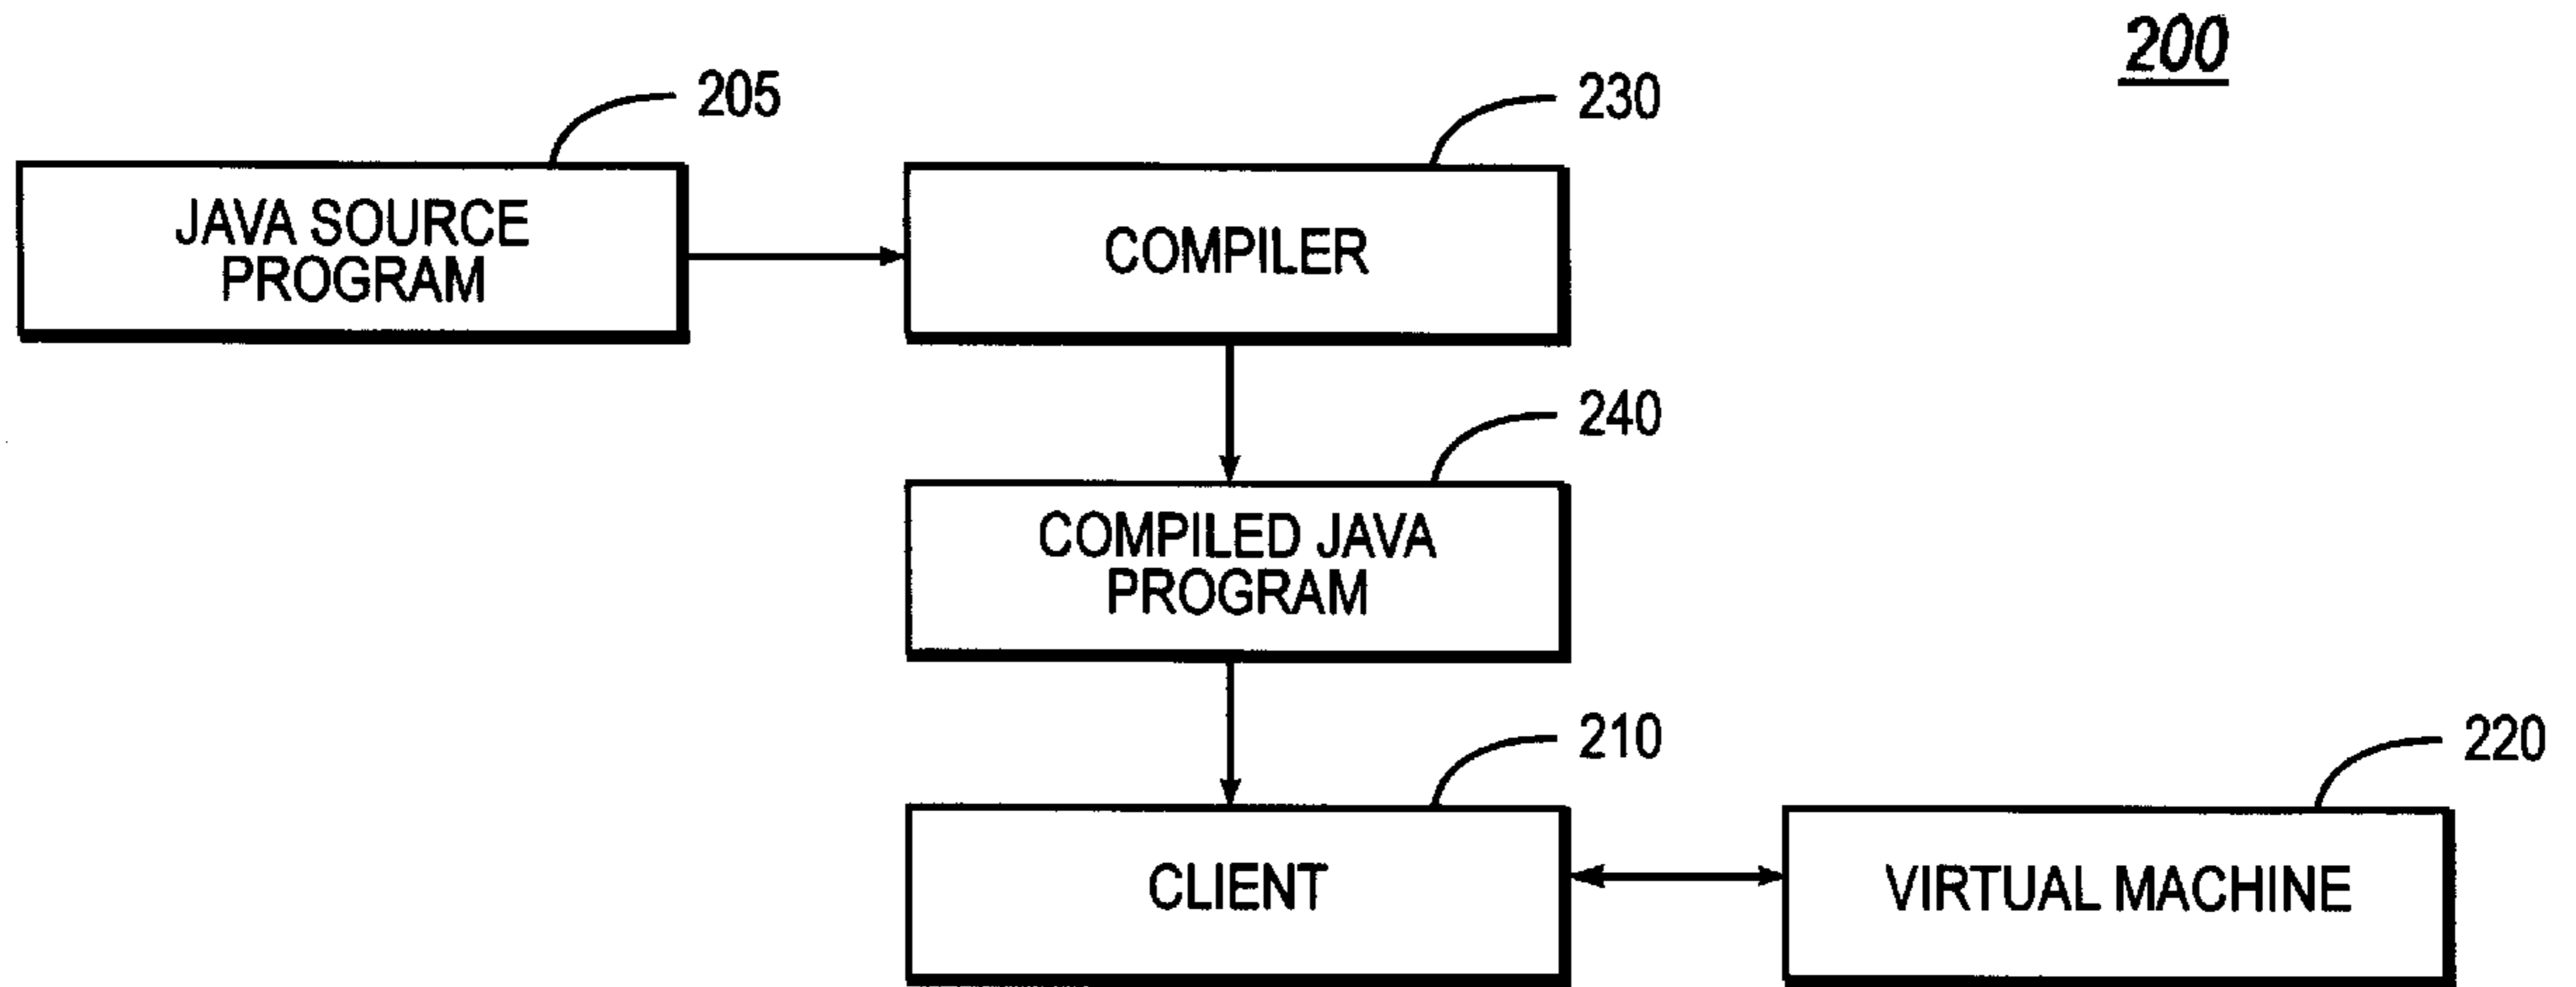 200
205
230
JAVA SOURCE
PROGRAM
COMPILER
240
COMPILED JAVA
PROGRAM
210
220
CLIENT
VIRTUAL MACHINE